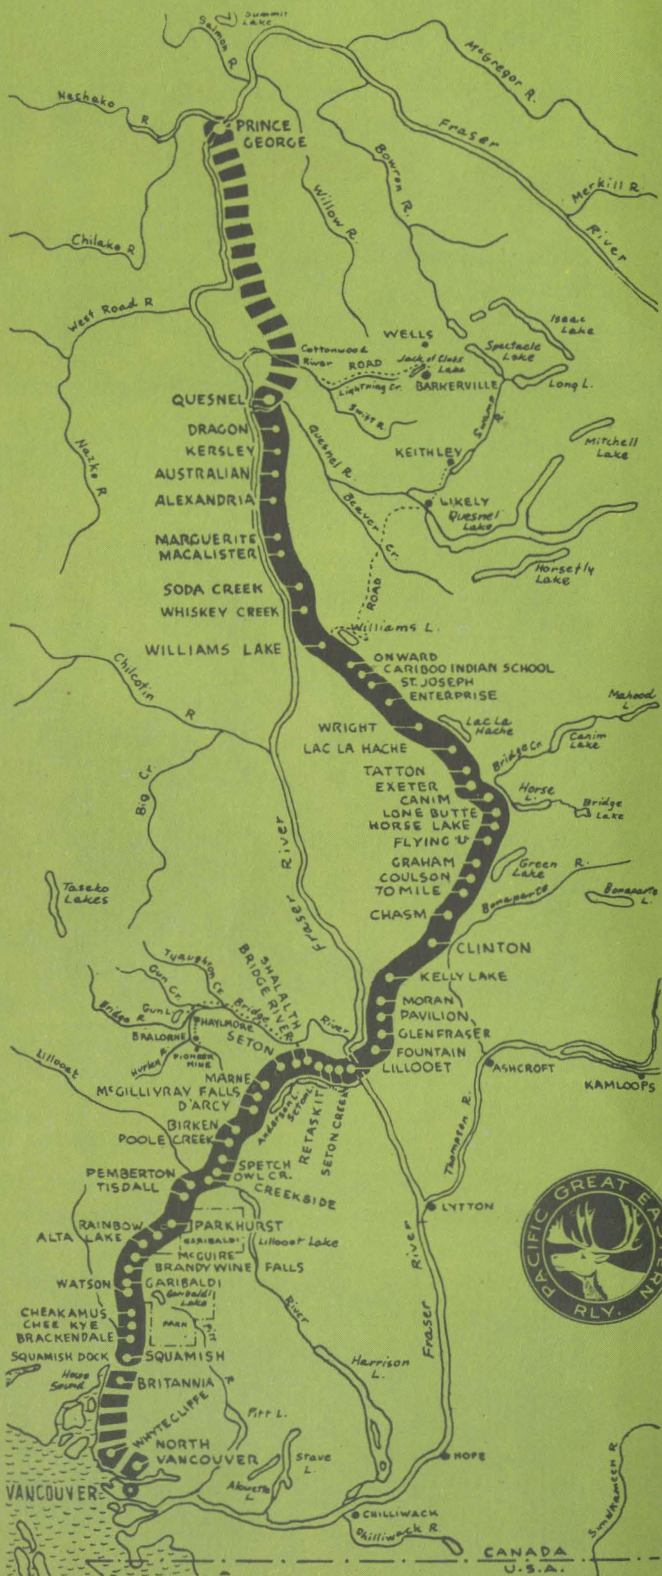 Summit
Lake
Salmon R.
McGregor R.
Nechako
R
PRINCE
GEORGE
Fraser
River
Bowron R.
Willow R.
Merkill R.
Chilako R
West Road R
Isaac
Lake
WELLS
Spectacle
Lake
Cottonwood
River
ROAD
Jack of Clubs
Lake
BARKERVILLE
Lightning Cr.
Long L.
Swift R.
Swamp
R.
QUESNEL
DRAGON
KERSLEY
AUSTRALIAN
ALEXANDRIA
Quesnel R.
Nazko R
KEITHLEY
Mitchell
Lake
LIKELY
Quesnel
Lake
Beaver Cr.
MARGUERITE
MACALISTER
Horsefly
Lake
SODA CREEK
WHISKEY CREEK
ROAD
Williams L.
WILLIAMS LAKE
ONWARD
CARIBOO INDIAN SCHOOL
ST. JOSEPH
ENTERPRISE
Chilcotin
R
WRIGHT
LAC LA HACHE
Lac La
Hache
Mahood
L.
Canim
Lake
Bridge Cr.
TATTON
EXETER
CANIM
LONE BUTTE
HORSE LAKE
FLYING U
Horse
L.
Bridge
Lake
Big Cr.
Fraser River
GRAHAM
COULSON
70 MILE
Green
Lake
R.
Bonaparte
Bonaparte
L.
Taseko
Lakes
CHASM
CLINTON
KELLY LAKE
MORAN
PAVILION
GLENFRASER
FOUNTAIN
LILLOOET
Tyaughton Cr.
Gun Cr.
SHALALTH
BRIDGE RIVER
Bridge
River
Bridge R
Gun L.
HAYLMORE
SETON
BRALORNE
PIONEER
MINE
Hurley R
Lillooet
MARNE
McGILLIVRAY FALLS
D'ARCY
Anderson L.
Seton L.
RETASKIT
SETON CREEK
ASHCROFT
KAMLOOPS
BIRKEN
POOLE CREEK
Thompson R.
SPETCH
OWL CR.
CREEKSIDE
PEMBERTON
TISDALL
LYTTON
RAINBOW
ALTA LAKE
PARKHURST
GARIBALDI
McGUIRE
BRANDYWINE FALLS
Lillooet Lake
River
PACIFIC GREAT EASTERN
RLY.
WATSON
GARIBALDI
Garibaldi
Lake
PARK
CHEAKAMUS
CHEE KYE
BRACKENDALE
River
Fraser
SQUAMISH DOCK
SQUAMISH
Pitt
R
Howe
Sound
BRITANNIA
Harrison
L.
WHYTECLIFFE
Pitt L.
NORTH
VANCOUVER
Stave
L.
Alouette
L
HOPE
VANCOUVER
CHILLIWACK
Chilliwack R
Similkameen R
CANADA
U.S.A.